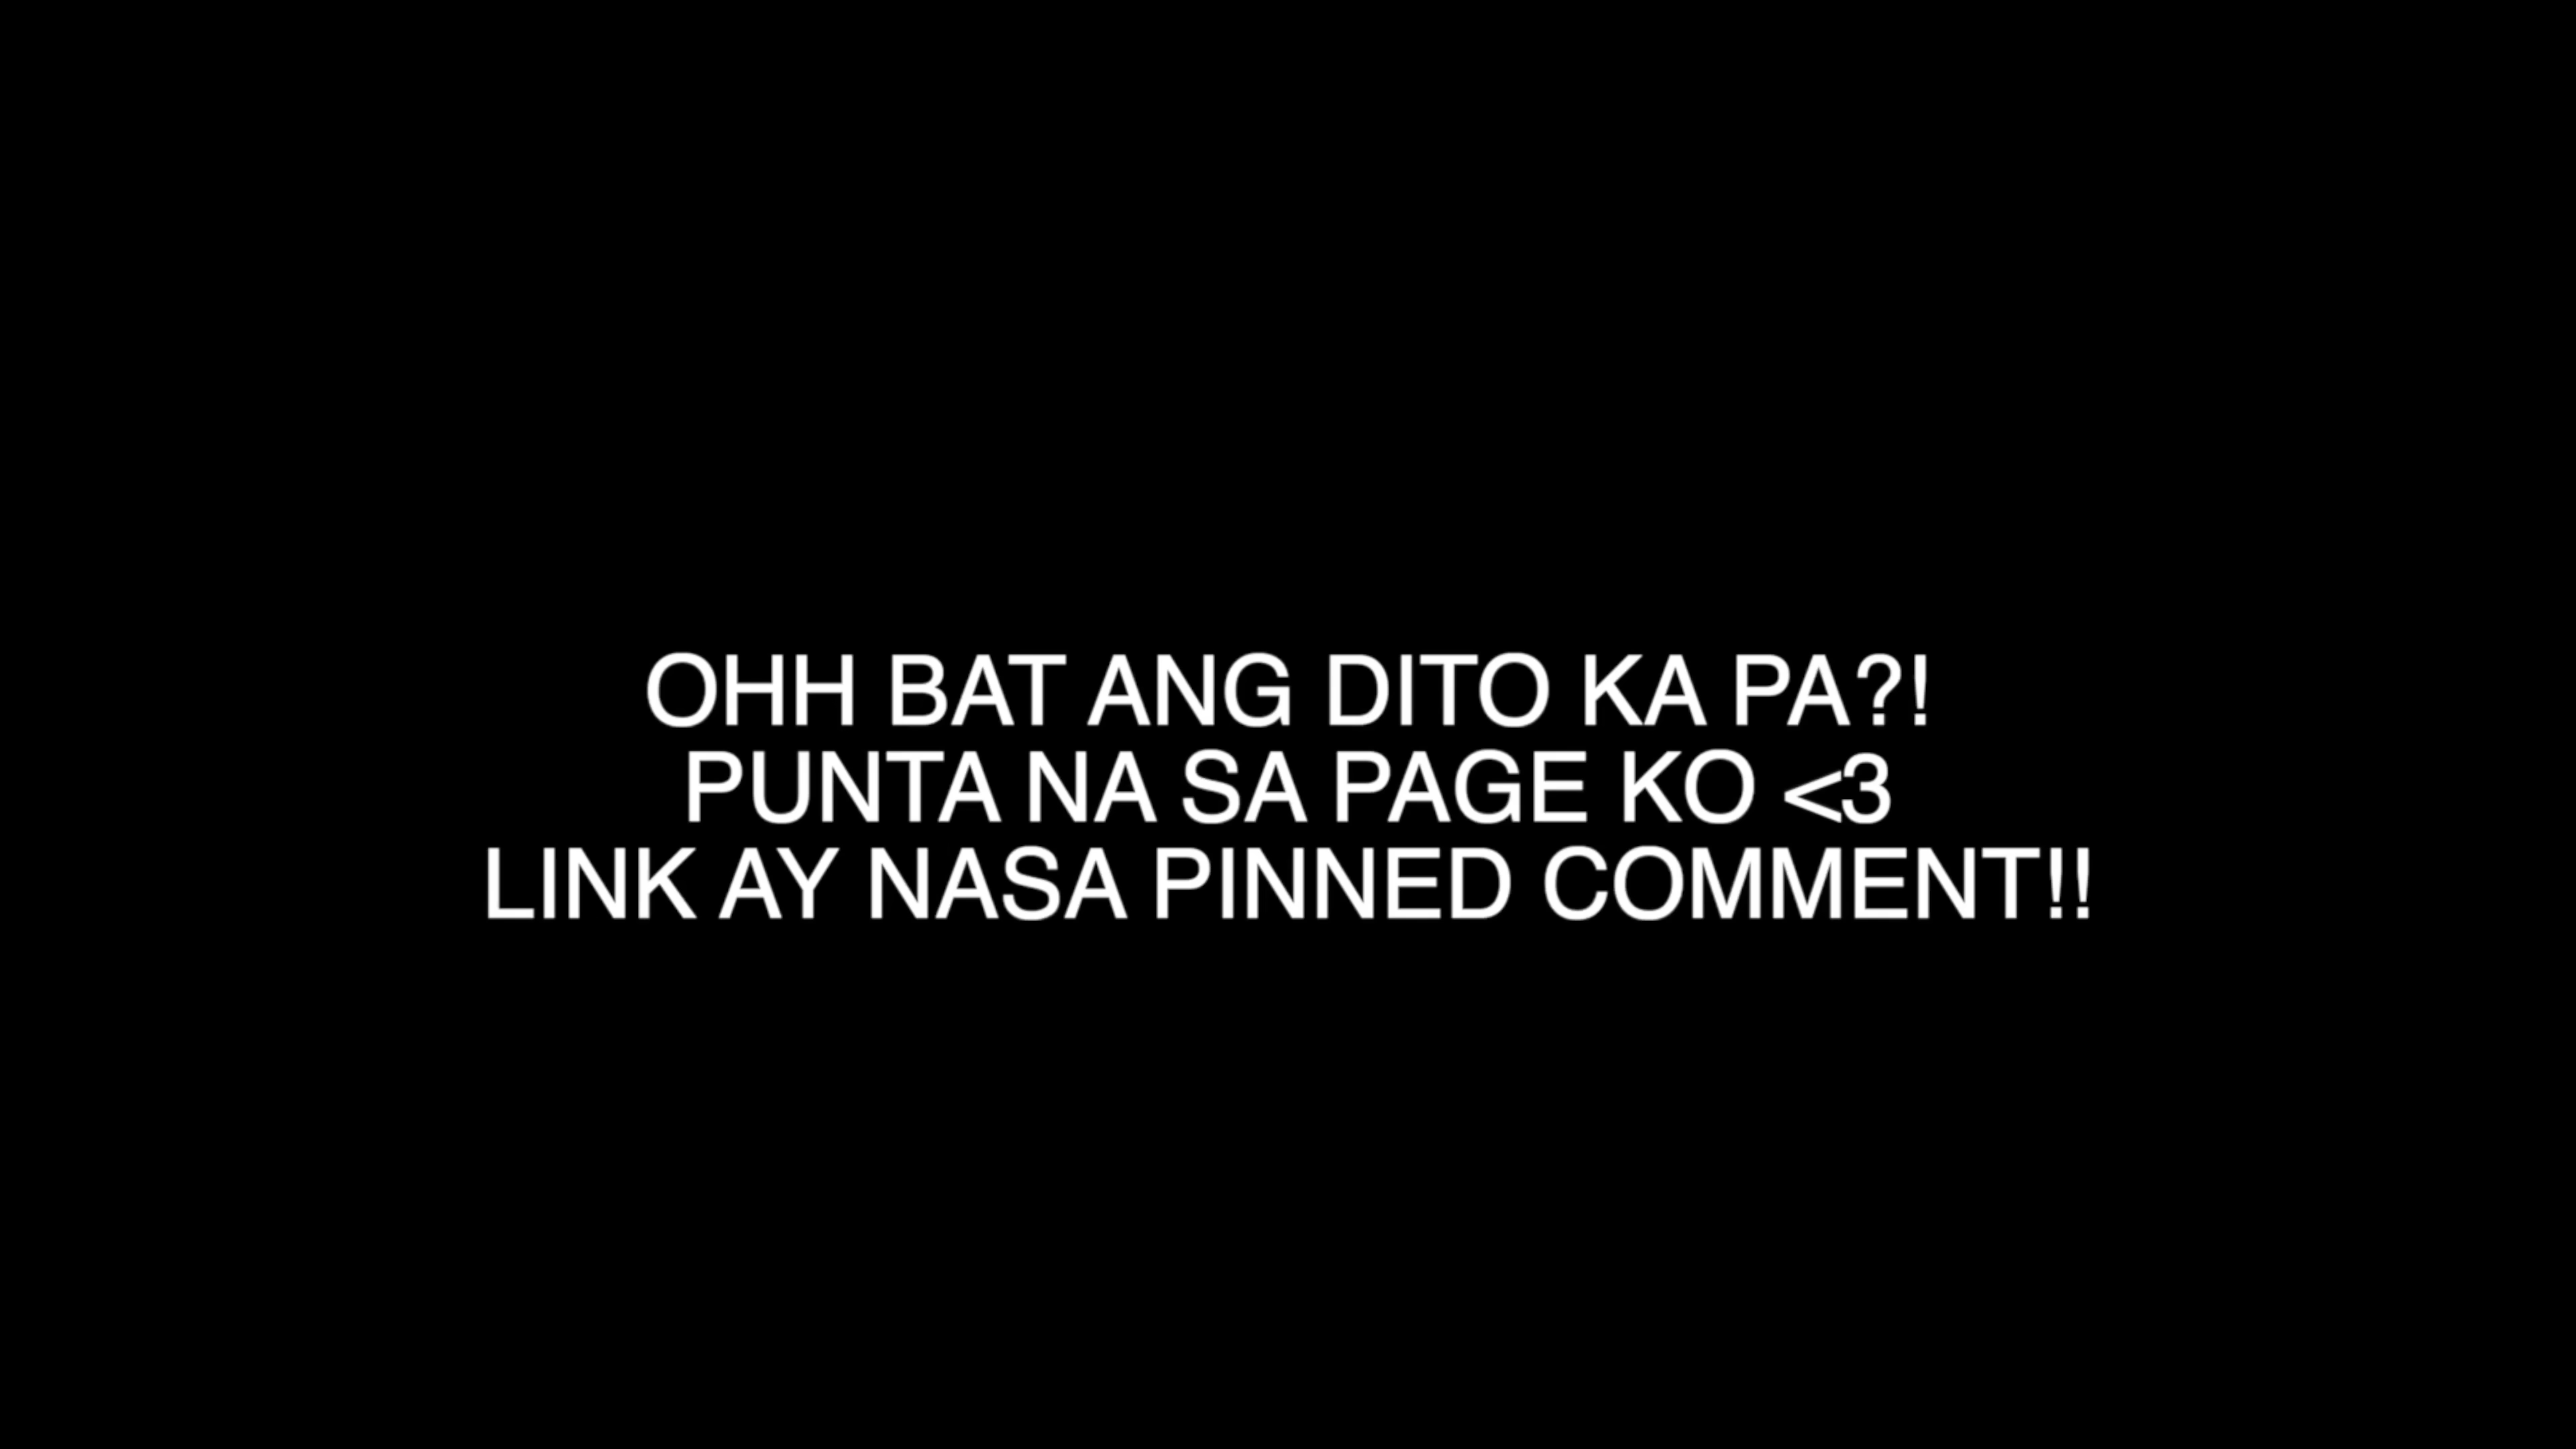 OHH BAT ANG DITO KA PA?!
PUNTA NA SA PAGE KO <3
LINK AY NASA PINNED COMMENT!!